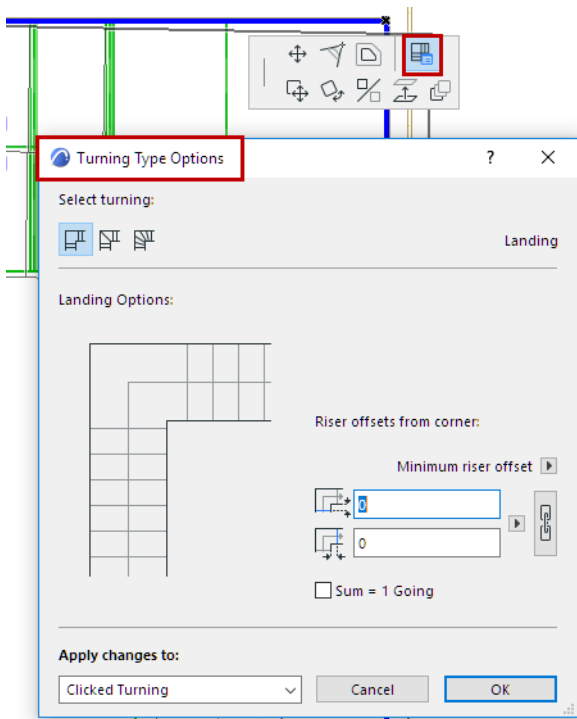 Turning Type Options
?
Select turning:
Landing
Landing Options:
Riser offsets from corner:
Minimum riser offset
0
0
Sum = 1 Going
Apply changes to:
Clicked Turning
Cancel
OK